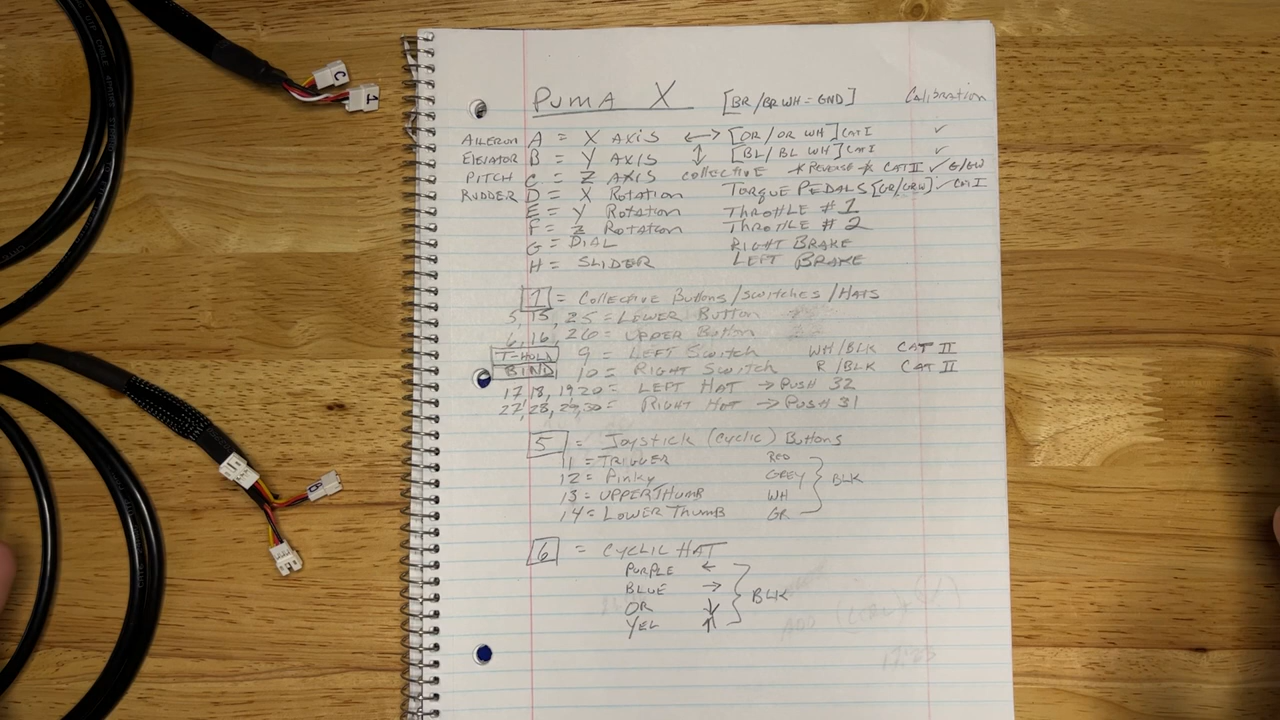 C
1
PUMA X [BR/BR WH = GND] Calibration
AILERON A = X AXIS ←→ [OR/OR WH] CAT I ✓
ELEVATOR B = Y AXIS ↕ [BL/BL WH] CAT I ✓
PITCH C = Z AXIS collective *REVERSE* CAT II ✓ G/GW
RUDDER D = X Rotation TORQUE PEDALS [GR/GRW] ✓ CAT I
E = Y Rotation THROTTLE #1
F = Z Rotation THROTTLE #2
G = DIAL RIGHT BRAKE
H = SLIDER LEFT BRAKE
1 = Collective Buttons/Switches/HATS
5, 15, 25 = LOWER Button
6, 16, 26 = UPPER Button
T-HOLD 9 = LEFT Switch WH/BLK CAT II
BIND 10 = RIGHT Switch R/BLK CAT II
17, 18, 19, 20 = LEFT HAT → PUSH 32
27, 28, 29, 30 = RIGHT HAT → PUSH 31
5 = Joystick (Cyclic) Buttons
11 = TRIGGER RED
12 = Pinky GREY } BLK
13 = UPPER THUMB WH
14 = LOWER THUMB GR
6 = CYCLIC HAT
PURPLE ←
BLUE → } BLK
OR ↓
YEL ↑